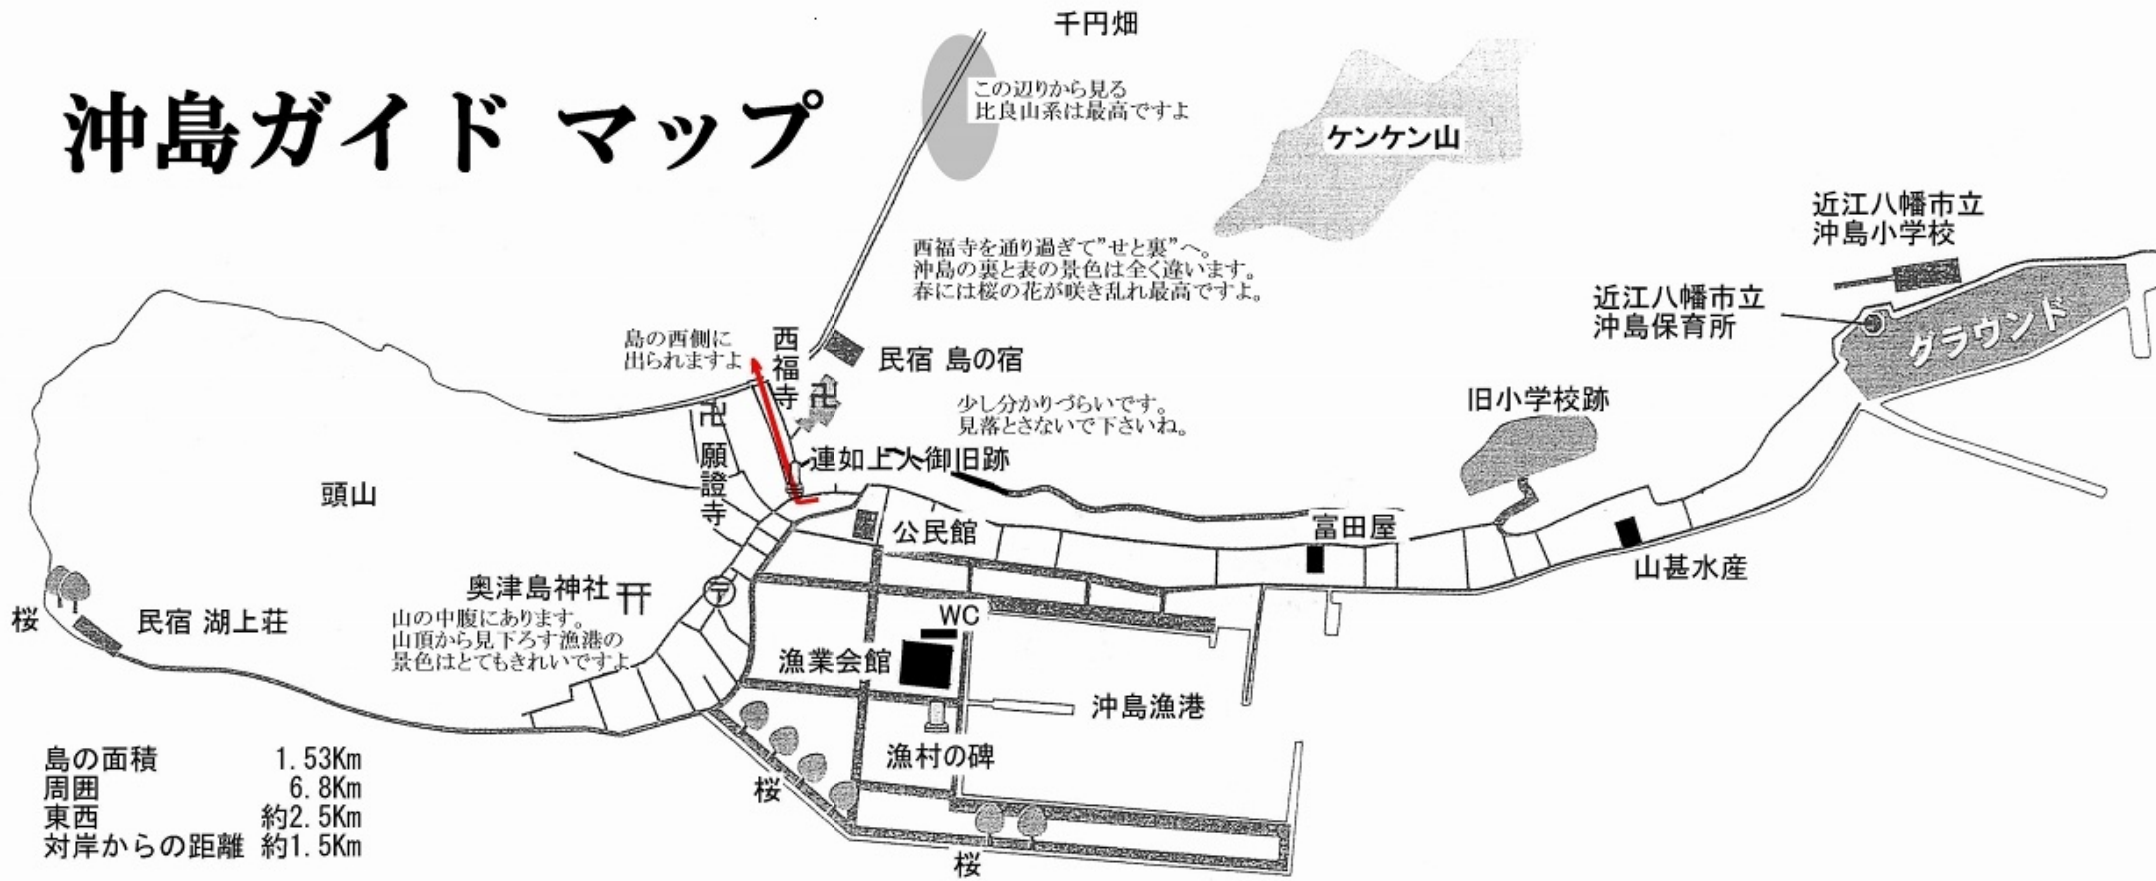 沖島ガイド マップ
千円畑
この辺りから見る
比良山系は最高ですよ
ケンケン山
近江八幡市立
沖島小学校
西福寺を通り過ぎて”せと裏”へ。
沖島の裏と表の景色は全く違います。
春には桜の花が咲き乱れ最高ですよ。
近江八幡市立
沖島保育所
グラウンド
島の西側に
出られますよ
西福寺
卍
民宿 島の宿
少し分かりづらいです。
見落とさないで下さいね。
旧小学校跡
卍
願證寺
連如上人御旧跡
頭山
公民館
富田屋
山甚水産
奥津島神社
山の中腹にあります。
山頂から見下ろす漁港の
景色はとてもきれいですよ
〒
桜
民宿 湖上荘
WC
漁業会館
沖島漁港
漁村の碑
桜
桜
島の面積 1.53Km
周囲 6.8Km
東西 約2.5Km
対岸からの距離 約1.5Km